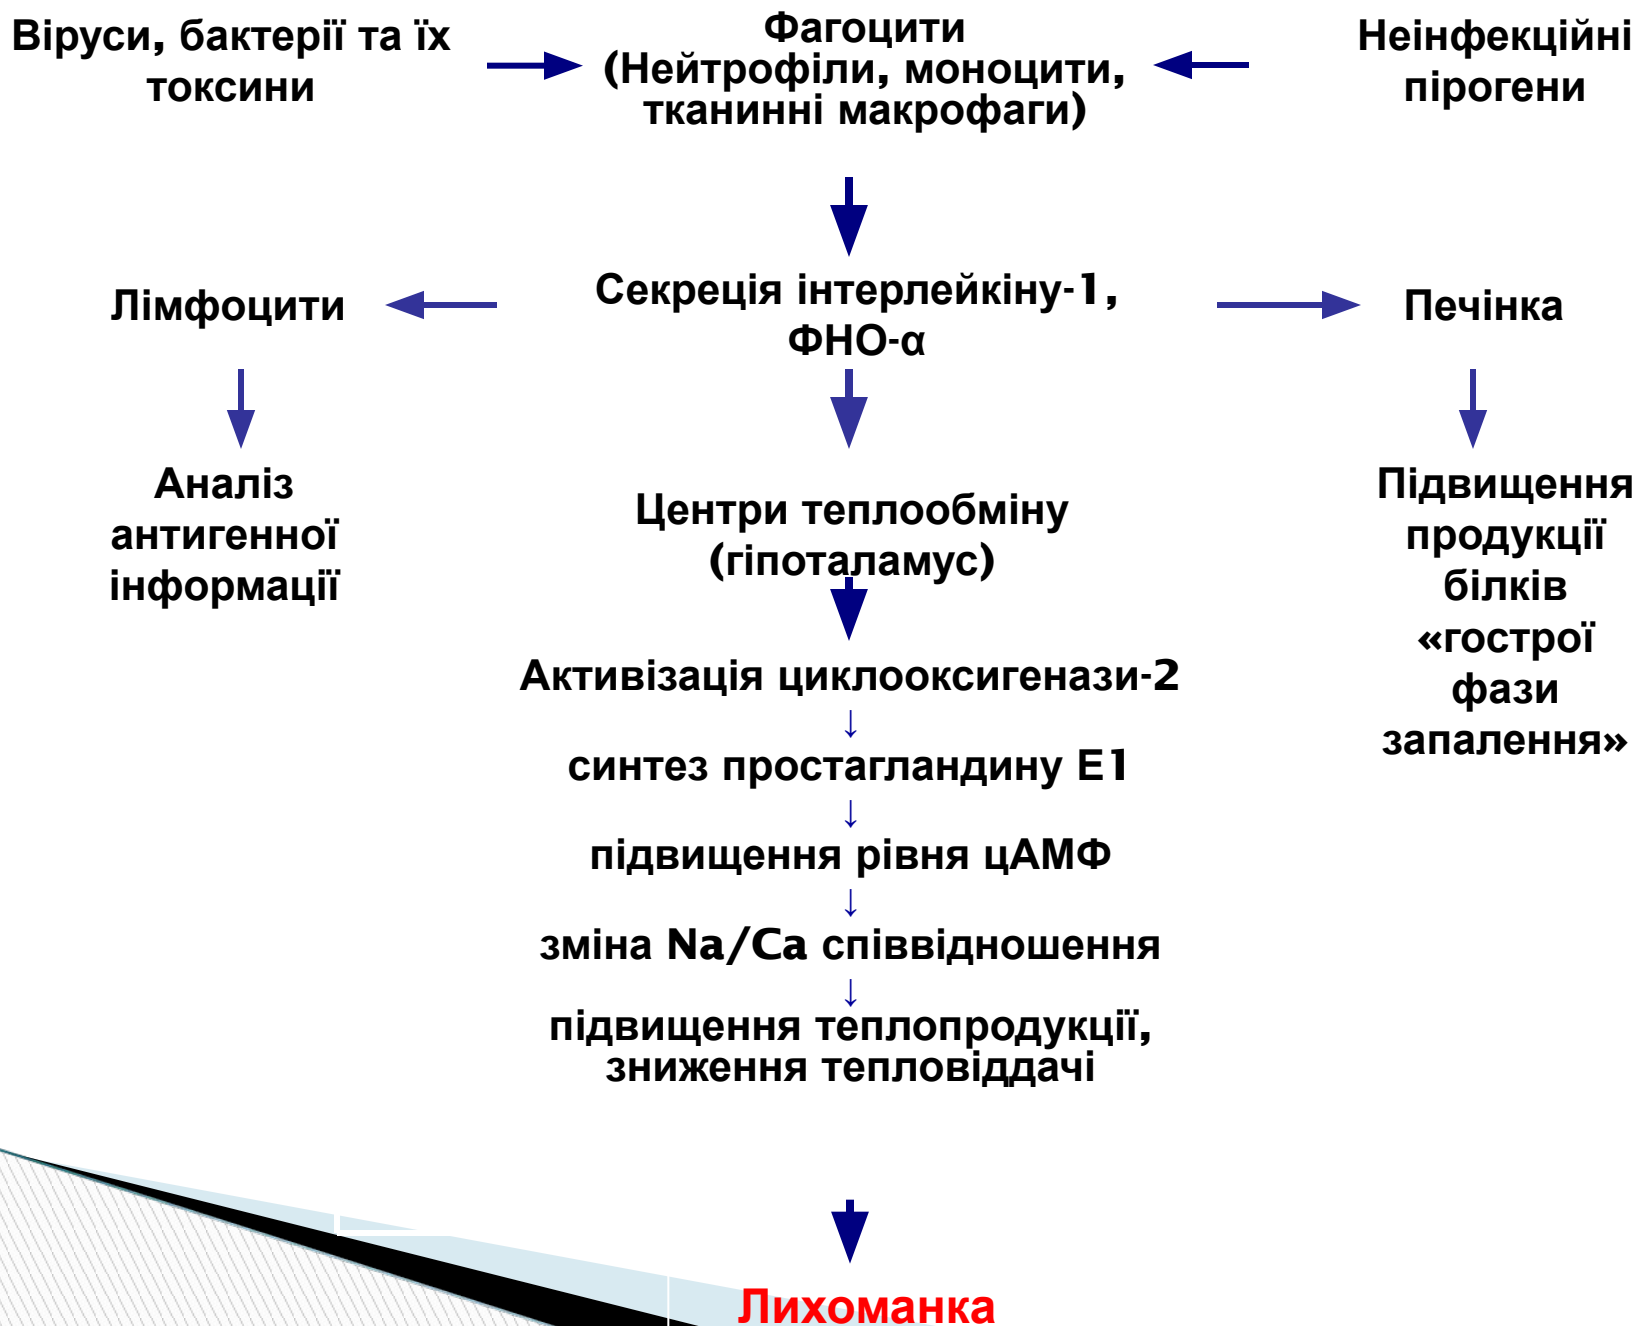 Віруси, бактерії та їх
токсини
Фагоцити
(Нейтрофіли, моноцити,
тканинні макрофаги)
Неінфекційні
пірогени
Лімфоцити
Секреція інтерлейкіну-1,
ФНО-α
Печінка
Аналіз
антигенної
інформації
Центри теплообміну
(гіпоталамус)
Підвищення
продукції
білків
«гострої
фази
запалення»
Активізація циклооксигенази-2
↓
синтез простагландину Е1
↓
підвищення рівня цАМФ
↓
зміна Na/Ca співвідношення
↓
підвищення теплопродукції,
зниження тепловіддачі
Лихоманка